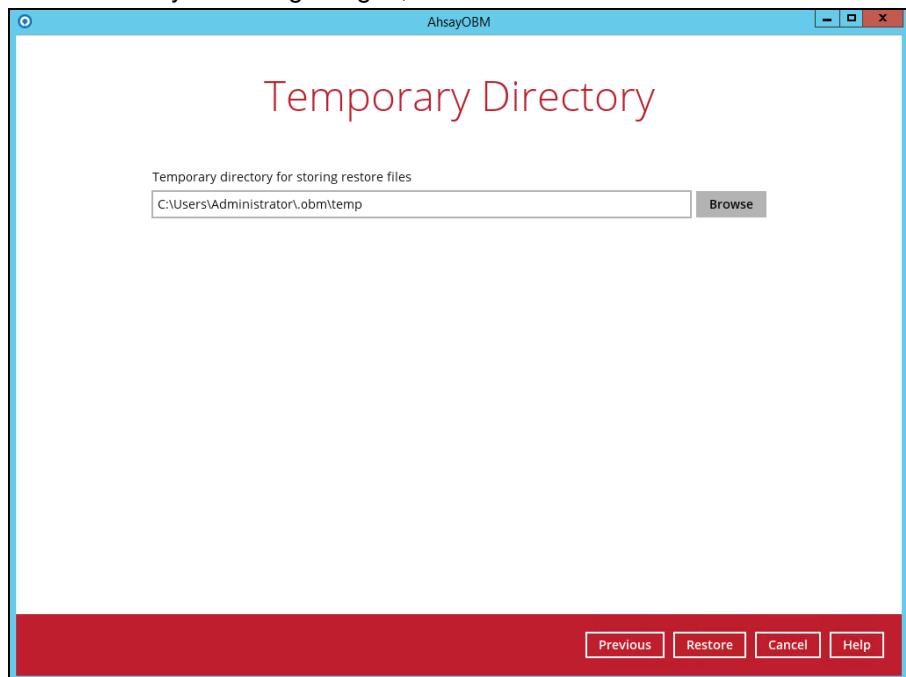 AhsayOBM
Temporary Directory
Temporary directory for storing restore files
C:\Users\Administrator\.obm\temp
Browse
Previous Restore Cancel Help